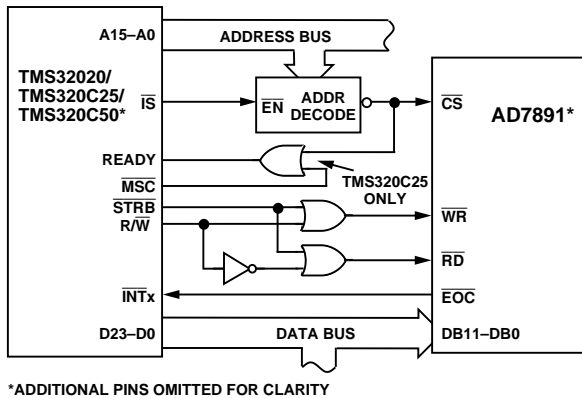 A15–A0
ADDRESS BUS
TMS32020/
TMS320C25/
TMS320C50*
IS
EN
ADDR
DECODE
CS
AD7891*
READY
MSC
TMS320C25
ONLY
STRB
R/W
WR
RD
INTx
EOC
D23–D0
DATA BUS
DB11–DB0
*ADDITIONAL PINS OMITTED FOR CLARITY